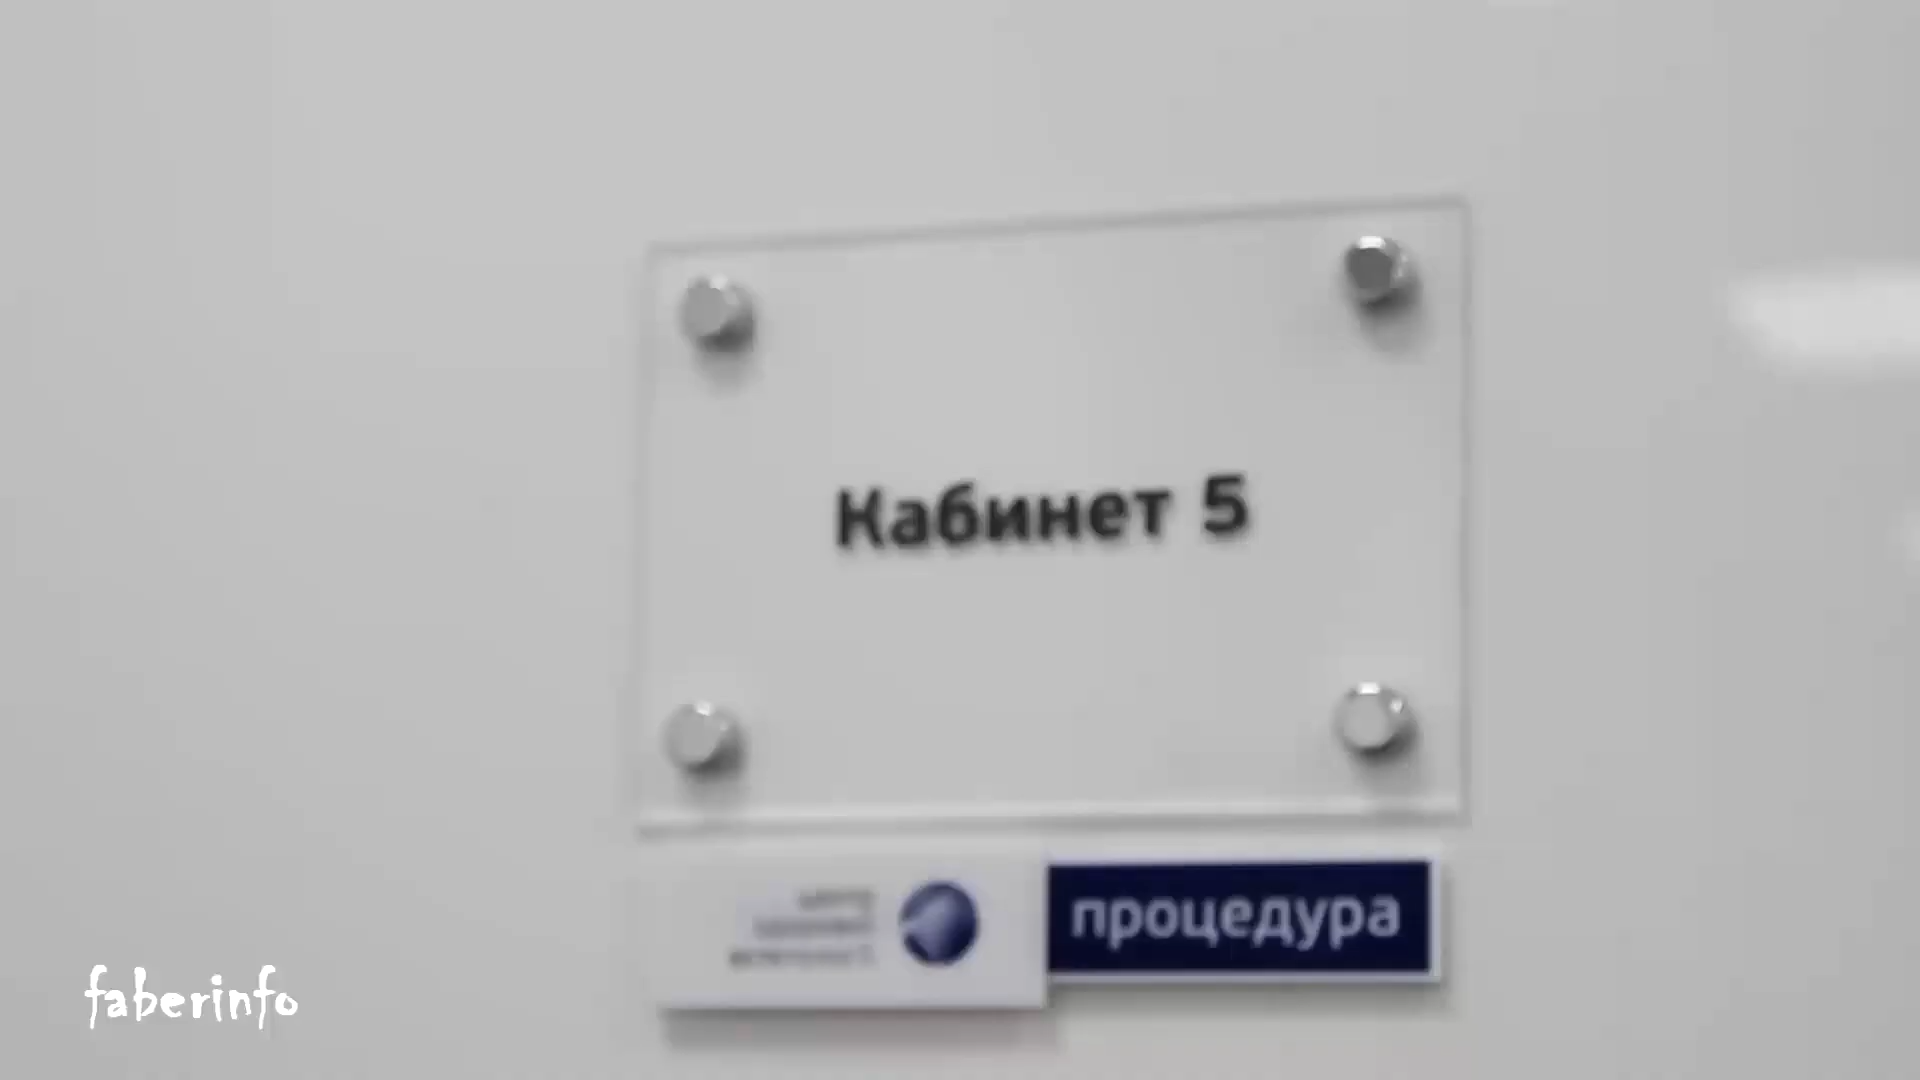 Кабинет 5
процедура
faberinfo